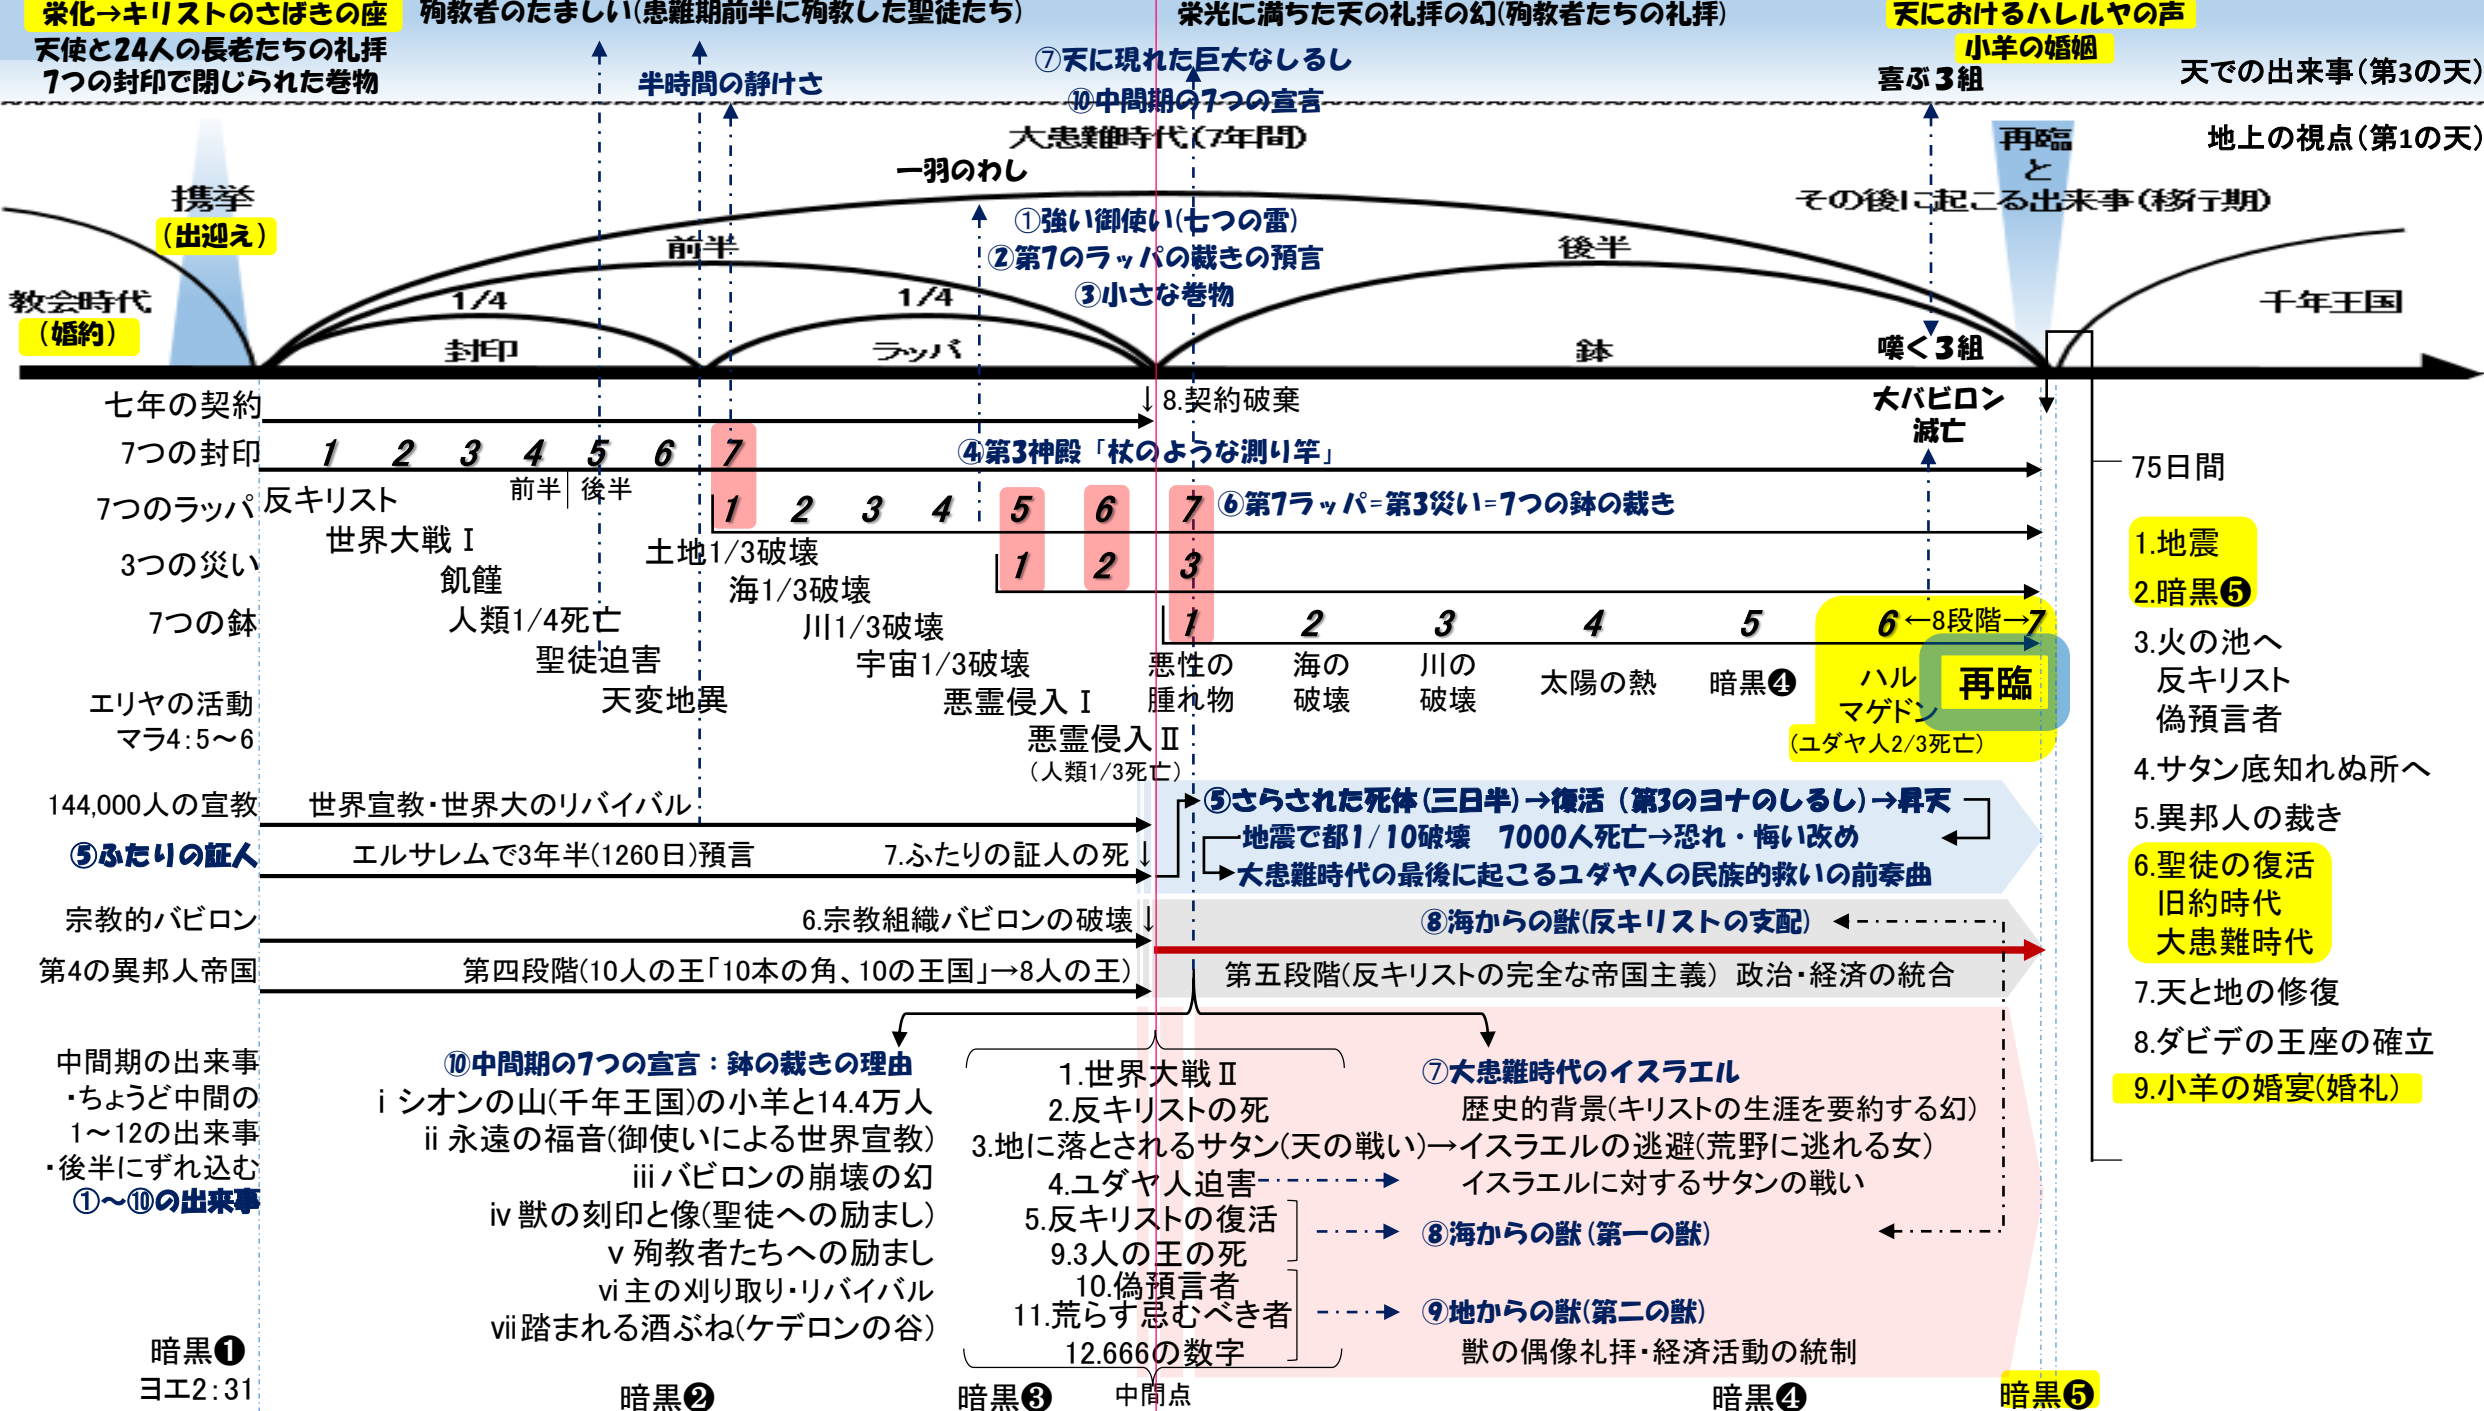 栄化→キリストのさばきの座
天使と24人の長老たちの礼拝
7つの封印で閉じられた巻物
殉教者のたましい(患難期前半に殉教した聖徒たち)
半時間の静けさ
栄光に満ちた天の礼拝の幻(殉教者たちの礼拝)
⑦天に現れた巨大なしるし
⑩中間期の7つの宣言
天におけるハレルヤの声
小羊の婚姻
喜ぶ３組
天での出来事(第3の天)
地上の視点(第1の天)
大患難時代(7年間)
一羽のわし
携挙
(出迎え)
再臨
と
その後に起こる出来事(移行期)
①強い御使い(七つの雷)
②第7のラッパの裁きの預言
③小さな巻物
前半
後半
教会時代
(婚約)
1/4
1/4
千年王国
封印
ラッパ
鉢
嘆く３組
七年の契約
↓8.契約破棄
大バビロン
滅亡
7つの封印
1 2 3 4 5 6 7
④第3神殿「杖のような測り竿」
前半 後半
75日間
7つのラッパ
反キリスト
1 2 3 4 5 6 7
⑥第7ラッパ=第3災い=7つの鉢の裁き
世界大戦Ⅰ
土地1/3破壊
3つの災い
1 2 3
飢饉
海1/3破壊
7つの鉢
人類1/4死亡
川1/3破壊
1 2 3 4 5 6 ←8段階→7
聖徒迫害
宇宙1/3破壊
天変地異
悪霊侵入Ⅰ
悪霊侵入Ⅱ
(人類1/3死亡)
悪性の
腫れ物
海の
破壊
川の
破壊
太陽の熱
暗黒❹
ハル
マゲドン
再臨
(ユダヤ人2/3死亡)
エリヤの活動
マラ4:5～6
144,000人の宣教
世界宣教・世界大のリバイバル
⑤さらされた死体(三日半)→復活（第3のヨナのしるし)→昇天
地震で都1/10破壊　7000人死亡→恐れ・悔い改め
大患難時代の最後に起こるユダヤ人の民族的救いの前奏曲
⑤ふたりの証人
エルサレムで3年半(1260日)預言
7.ふたりの証人の死↓
宗教的バビロン
6.宗教組織バビロンの破壊↓
⑧海からの獣(反キリストの支配)
第4の異邦人帝国
第四段階(10人の王「10本の角、10の王国」→8人の王)
第五段階(反キリストの完全な帝国主義) 政治・経済の統合
中間期の出来事
・ちょうど中間の
1～12の出来事
・後半にずれ込む
①～⑩の出来事
⑩中間期の7つの宣言：鉢の裁きの理由
ⅰシオンの山(千年王国)の小羊と14.4万人
ⅱ永遠の福音(御使いによる世界宣教)
ⅲバビロンの崩壊の幻
ⅳ獣の刻印と像(聖徒への励まし)
ⅴ殉教者たちへの励まし
ⅵ主の刈り取り・リバイバル
ⅶ踏まれる酒ぶね(ケデロンの谷)
1.世界大戦Ⅱ
2.反キリストの死
3.地に落とされるサタン(天の戦い)→イスラエルの逃避(荒野に逃れる女)
4.ユダヤ人迫害
5.反キリストの復活
9.3人の王の死
10.偽預言者
11.荒らす忌むべき者
12.666の数字
中間点
⑦大患難時代のイスラエル
歴史的背景(キリストの生涯を要約する幻)
イスラエルに対するサタンの戦い
⑧海からの獣(第一の獣)
⑨地からの獣(第二の獣)
獣の偶像礼拝・経済活動の統制
1.地震
2.暗黒❺
3.火の池へ
反キリスト
偽預言者
4.サタン底知れぬ所へ
5.異邦人の裁き
6.聖徒の復活
旧約時代
大患難時代
7.天と地の修復
8.ダビデの王座の確立
9.小羊の婚宴(婚礼)
暗黒❶
ヨエ2:31
暗黒❷
暗黒❸
暗黒❹
暗黒❺